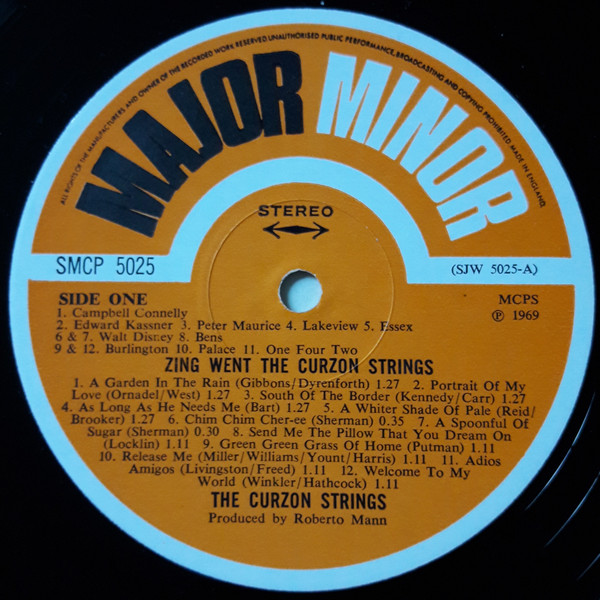 ALL RIGHTS OF THE MANUFACTURERS AND OWNER OF THE RECORDED WORK RESERVED. UNAUTHORISED PUBLIC PERFORMANCE, BROADCASTING AND COPYING PROHIBITED MADE IN ENGLAND.
MAJOR MINOR
STEREO
SMCP 5025
(SJW 5025-A)
SIDE ONE
MCPS
1. Campbell Connelly
℗ 1969
2. Edward Kassner 3. Peter Maurice 4. Lakeview 5. Essex
6 & 7. Walt Disney 8. Bens
9 & 12. Burlington 10. Palace 11. One Four Two
ZING WENT THE CURZON STRINGS
1. A Garden In The Rain (Gibbons/Dyrenforth) 1.27 2. Portrait Of My
Love (Ornadel/West) 1.27 3. South Of The Border (Kennedy/Carr) 1.27
4. As Long As He Needs Me (Bart) 1.27 5. A Whiter Shade Of Pale (Reid/
Brooker) 1.27 6. Chim Chim Cher-ee (Sherman) 0.35 7. A Spoonful Of
Sugar (Sherman) 0.30 8. Send Me The Pillow That You Dream On
(Locklin) 1.11 9. Green Green Grass Of Home (Putman) 1.11
10. Release Me (Miller/Williams/Yount/Harris) 1.11 11. Adios
Amigos (Livingston/Freed) 1.11 12. Welcome To My
World (Winkler/Hathcock) 1.11
THE CURZON STRINGS
Produced by Roberto Mann